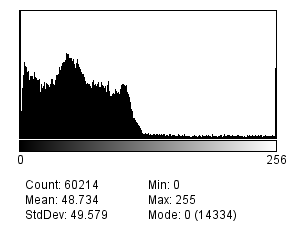 0 256
Count: 60214 Min: 0
Mean: 48.734 Max: 255
StdDev: 49.579 Mode: 0 (14334)